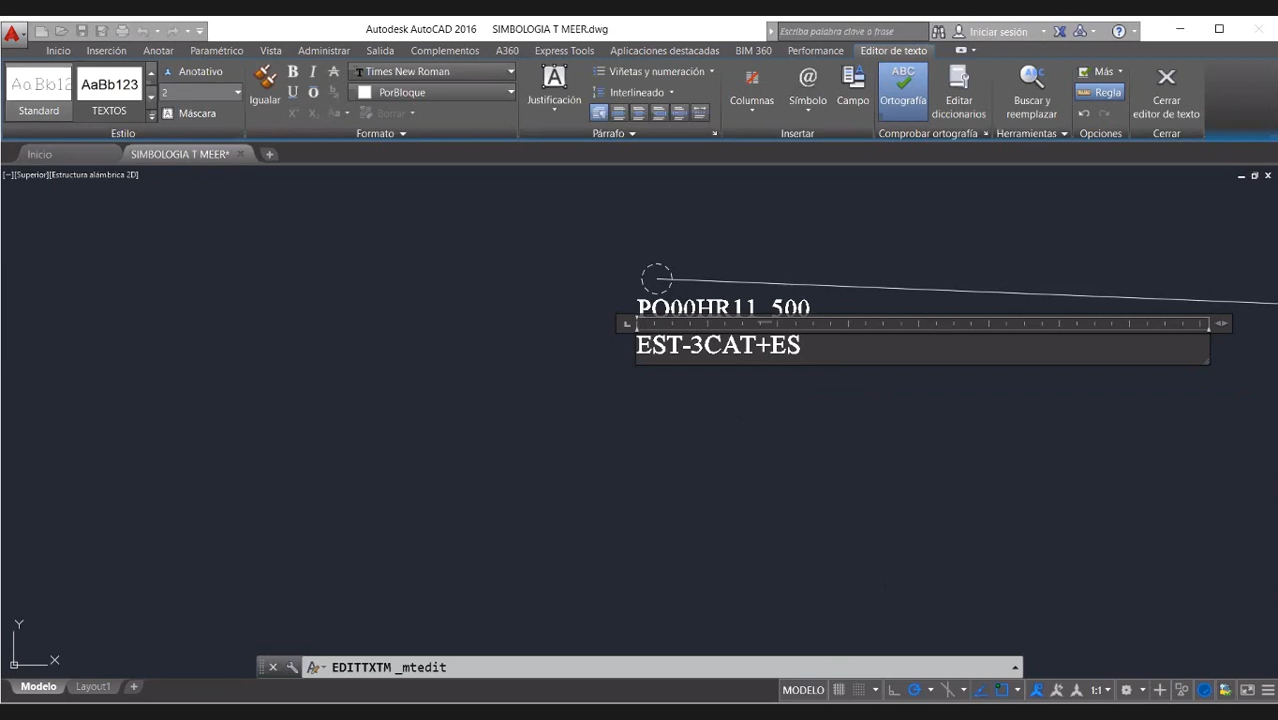 Autodesk AutoCAD 2016 SIMBOLOGIA T MEER.dwg
Escriba palabra clave o frase
Iniciar sesión
Inicio Inserción Anotar Paramétrico Vista Administrar Salida Complementos A360 Express Tools Aplicaciones destacadas BIM 360 Performance Editor de texto
Aa Bb12 AaBb123
Standard TEXTOS
Anotativo
2
Máscara
Estilo
Igualar
B I A
U O
Times New Roman
PorBloque
Aa Borrar
Formato
A
Justificación
Viñetas y numeración
Interlineado
Párrafo
Columnas
@
Símbolo
Campo
Insertar
ABC
Ortografía
Editar
diccionarios
Comprobar ortografía
Buscar y
reemplazar
Herramientas
Más
Regla
Opciones
Cerrar
editor de texto
Cerrar
Inicio SIMBOLOGIA T MEER*
[−][Superior][Estructura alámbrica 2D]
PO00HR11_500
EST-3CAT+ES
Y
X
EDITTXTM _mtedit
Modelo Layout1
MODELO 1:1